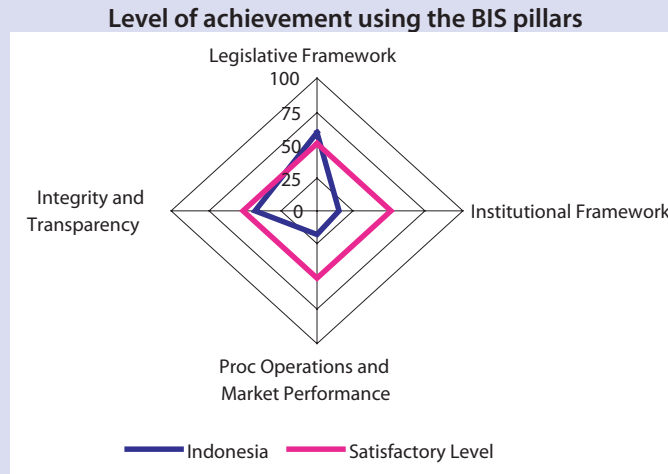 Level of achievement using the BIS pillars
Legislative Framework
100
75
50
25
0
Integrity and
Transparency
Institutional Framework
Proc Operations and
Market Performance
Indonesia
Satisfactory Level